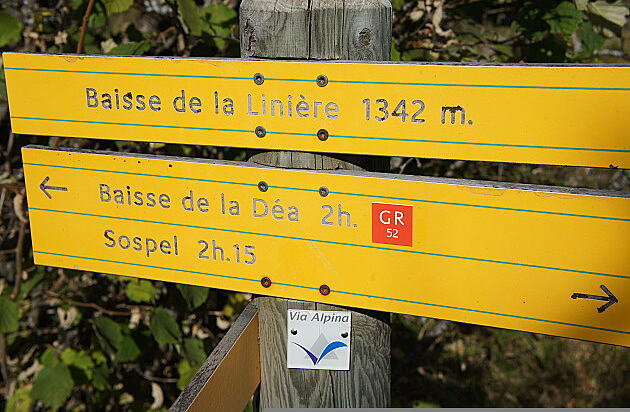 Baisse de la Linière 1342 m.
Baisse de la Déa 2h.
GR
52
Sospel 2h.15
Via Alpina